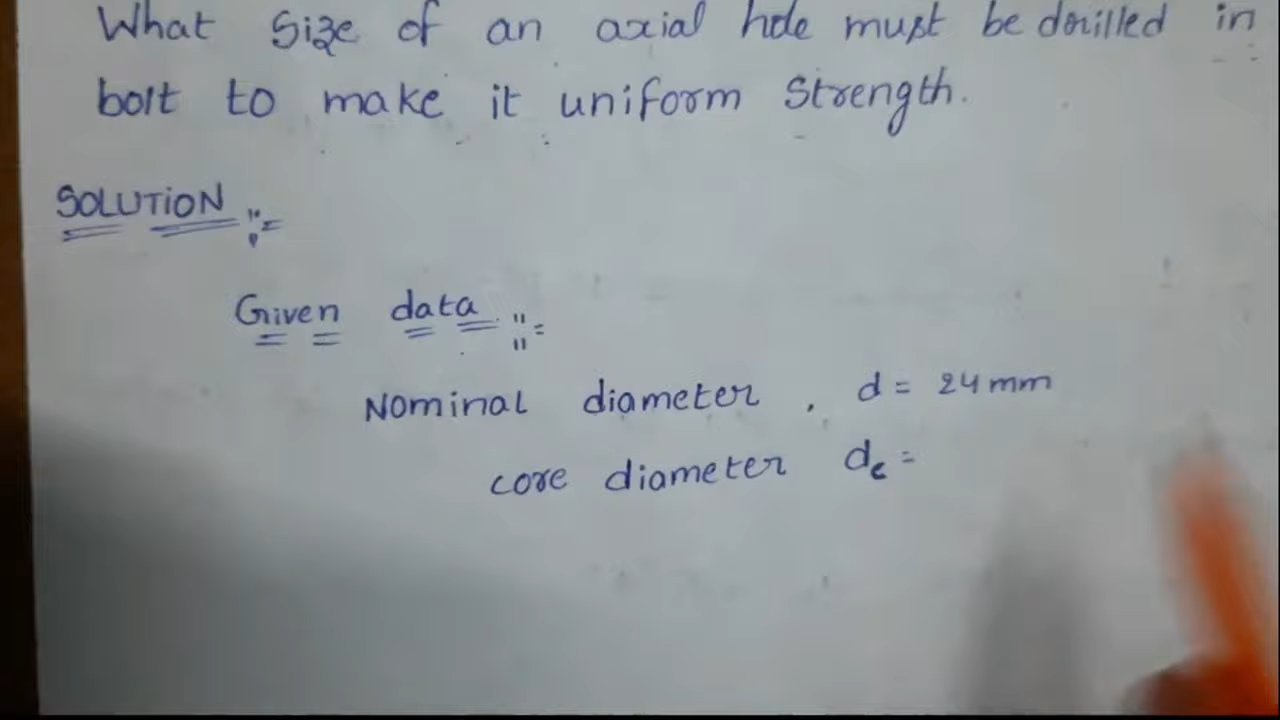 What size of an axial hole must be drilled in
bolt to make it uniform strength.
SOLUTION :-
Given data :-
Nominal diameter , d = 24 mm
core diameter dc =